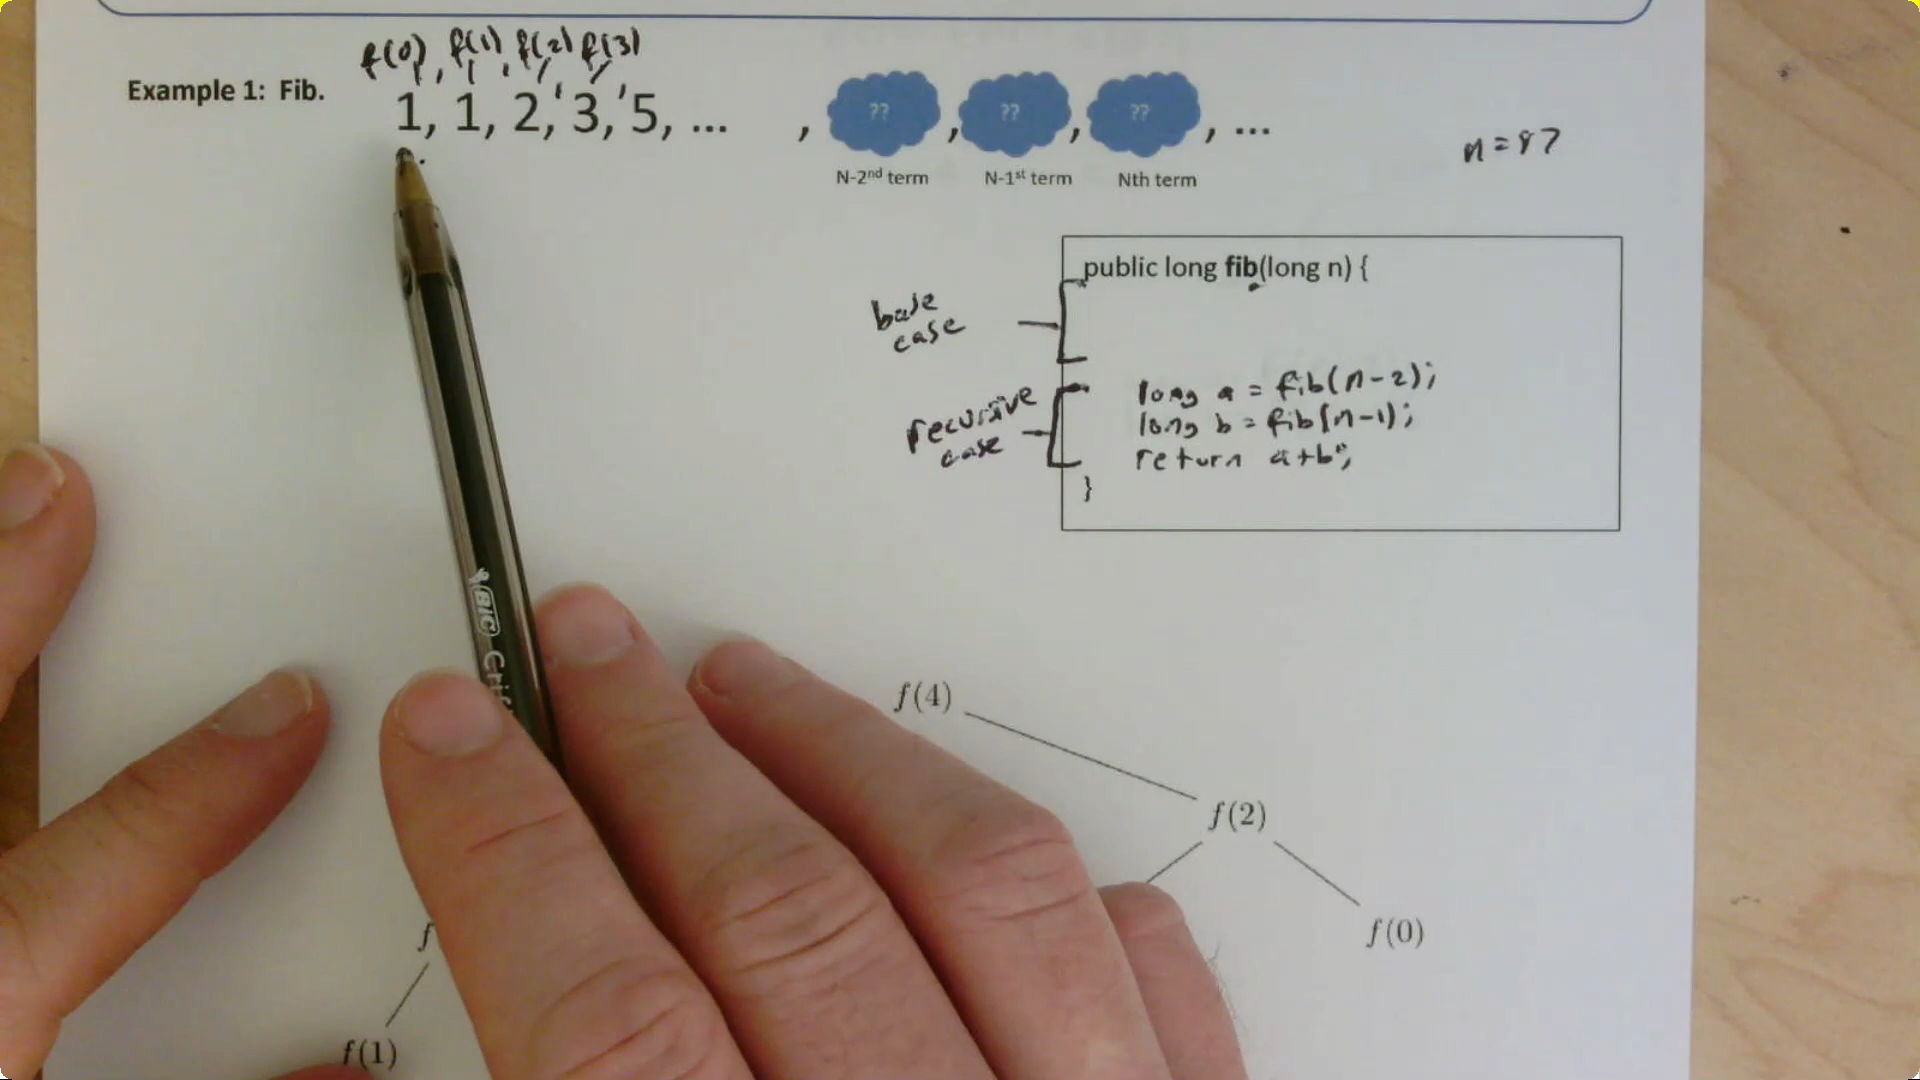 f(0), f(1), f(2), f(3)
Example 1: Fib.
1, 1, 2, 3, 5, ... , ?? , ?? , ?? , ...
n=87
N-2nd term N-1st term Nth term
public long fib(long n) {
base
case
long a = fib(n-2);
long b = fib(n-1);
return a+b;
recursive
case
}
BIC Cris
f(4)
f(2)
f(0)
f
f(1)